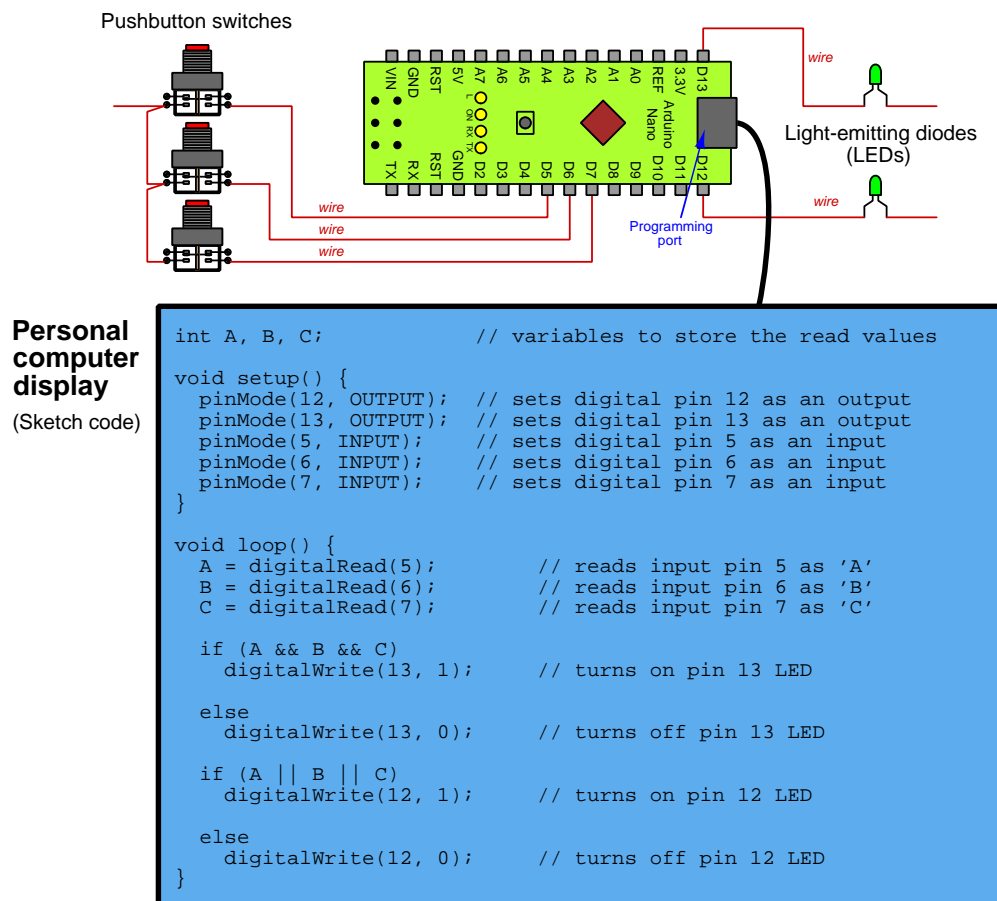 Pushbutton switches
wire
VIN GND RST 5V A7 A6 A5 A4 A3 A2 A1 A0 REF 3.3V D13
L ON RX TX
Arduino
Nano
Light-emitting diodes
(LEDs)
TX RX RST GND D2 D3 D4 D5 D6 D7 D8 D9 D10 D11 D12
wire
wire
wire
wire
Programming
port
Personal
computer
display
(Sketch code)
int A, B, C; // variables to store the read values
void setup() {
pinMode(12, OUTPUT); // sets digital pin 12 as an output
pinMode(13, OUTPUT); // sets digital pin 13 as an output
pinMode(5, INPUT); // sets digital pin 5 as an input
pinMode(6, INPUT); // sets digital pin 6 as an input
pinMode(7, INPUT); // sets digital pin 7 as an input
}
void loop() {
A = digitalRead(5); // reads input pin 5 as ’A’
B = digitalRead(6); // reads input pin 6 as ’B’
C = digitalRead(7); // reads input pin 7 as ’C’
if (A && B && C)
digitalWrite(13, 1); // turns on pin 13 LED
else
digitalWrite(13, 0); // turns off pin 13 LED
if (A || B || C)
digitalWrite(12, 1); // turns on pin 12 LED
else
digitalWrite(12, 0); // turns off pin 12 LED
}